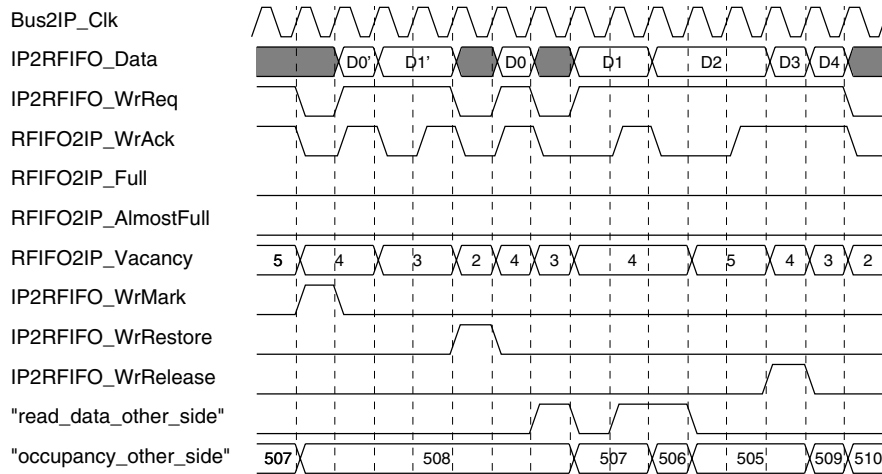 Bus2IP_Clk
IP2RFIFO_Data D0' D1' D0 D1 D2 D3 D4
IP2RFIFO_WrReq
RFIFO2IP_WrAck
RFIFO2IP_Full
RFIFO2IP_AlmostFull
RFIFO2IP_Vacancy 5 4 3 2 4 3 4 5 4 3 2
IP2RFIFO_WrMark
IP2RFIFO_WrRestore
IP2RFIFO_WrRelease
"read_data_other_side"
"occupancy_other_side" 507 508 507 506 505 509 510